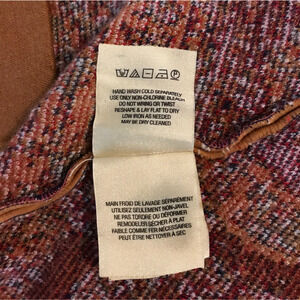 HAND WASH COLD SEPARATELY
USE ONLY NON-CHLORINE BLEACH
DO NOT WRING OR TWIST
RESHAPE & LAY FLAT TO DRY
LOW IRON AS NEEDED
MAY BE DRY CLEANED
MAIN FROID DE LAVAGE SÉPARÉMENT
UTILISEZ SEULEMENT NON-JAVEL
NE PAS TORDRE OU DÉFORMER
REMODELER SÉCHER À PLAT
FAIBLE COMME FER NÉCESSAIRES
PEUT ÊTRE NETTOYER À SEC